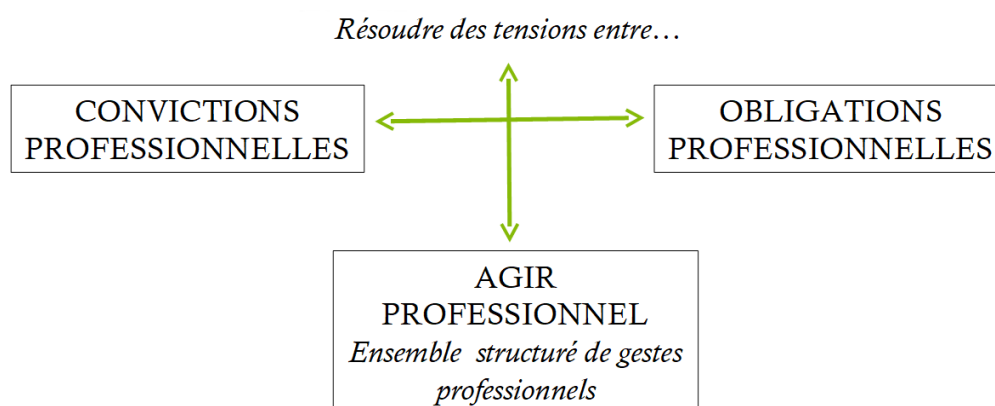 Résoudre des tensions entre…
CONVICTIONS
PROFESSIONNELLES
OBLIGATIONS
PROFESSIONNELLES
AGIR
PROFESSIONNEL
Ensemble structuré de gestes
professionnels